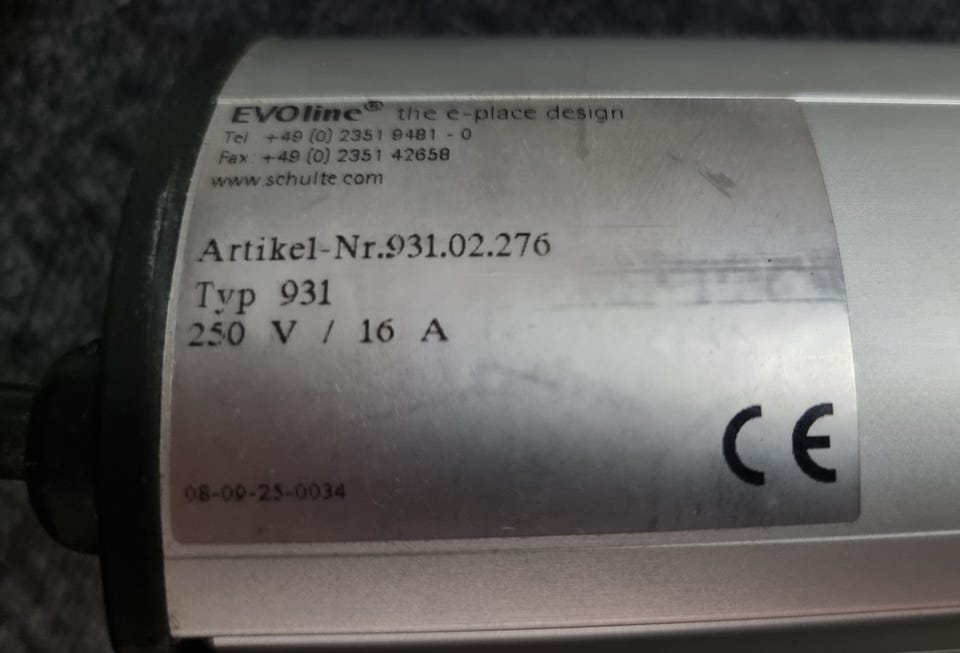 EVOline® the e-place design
Tel +49 (0) 2351 9481 - 0
Fax +49 (0) 2351 42658
www.schulte.com
Artikel-Nr.931.02.276
Typ 931
250 V / 16 A
CE
08-09-25-0034